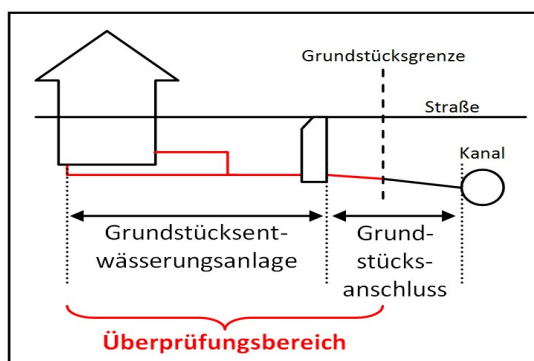 Grundstücksgrenze
Straße
Kanal
Grundstücksent-
wässerungsanlage
Grund-
stücks-
anschluss
Überprüfungsbereich